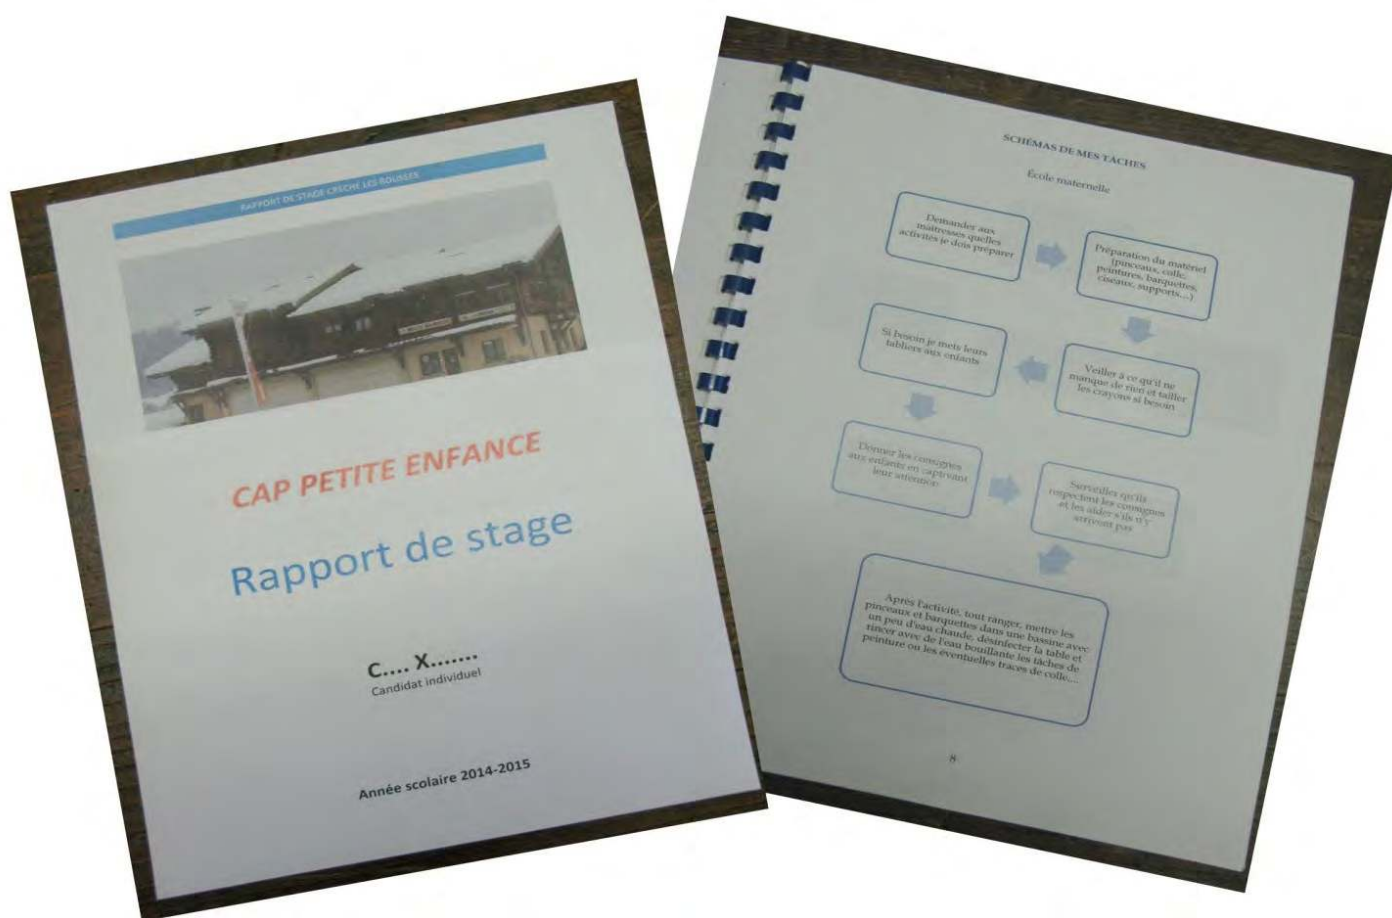 RAPPORT DE STAGE CRECHE LES ROUSSES
CAP PETITE ENFANCE
Rapport de stage
C.... X.......
Candidat individuel
Année scolaire 2014-2015
SCHÉMAS DE MES TÂCHES
École maternelle
Demander aux
maîtresses quelles
activités je dois préparer
Préparation du matériel
(pinceaux, colle,
peintures, barquettes,
ciseaux, supports...)
Si besoin je mets leurs
tabliers aux enfants
Veiller à ce qu'il ne
manque de rien et tailler
les crayons si besoin
Donner les consignes
aux enfants en captivant
leur attention
Surveiller qu'ils
respectent les consignes
et les aider s'ils n'y
arrivent pas
Après l'activité, tout ranger, mettre les
pinceaux et barquettes dans une bassine avec
un peu d'eau chaude, désinfecter la table et
rincer avec de l'eau bouillante les tâches de
peinture ou les éventuelles traces de colle,...
8